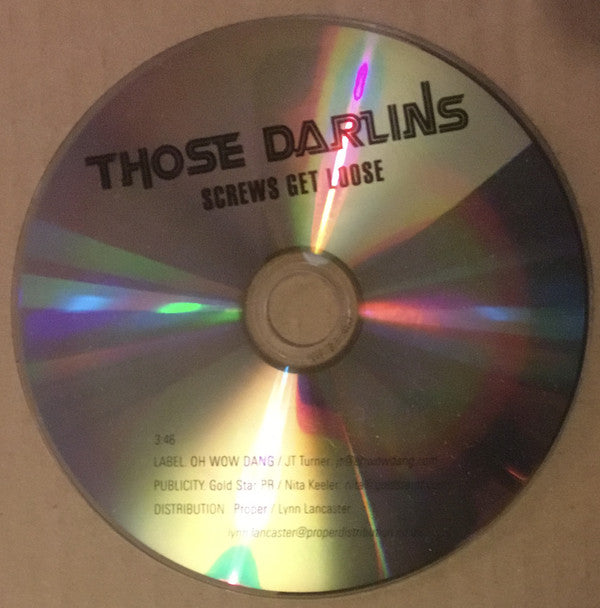 THOSE DARLINS
SCREWS GET LOOSE
3:46
LABEL: OH WOW DANG / JT Turner:
PUBLICITY: Gold Star PR / Nita Keeler:
DISTRIBUTION: Proper / Lynn Lancaster